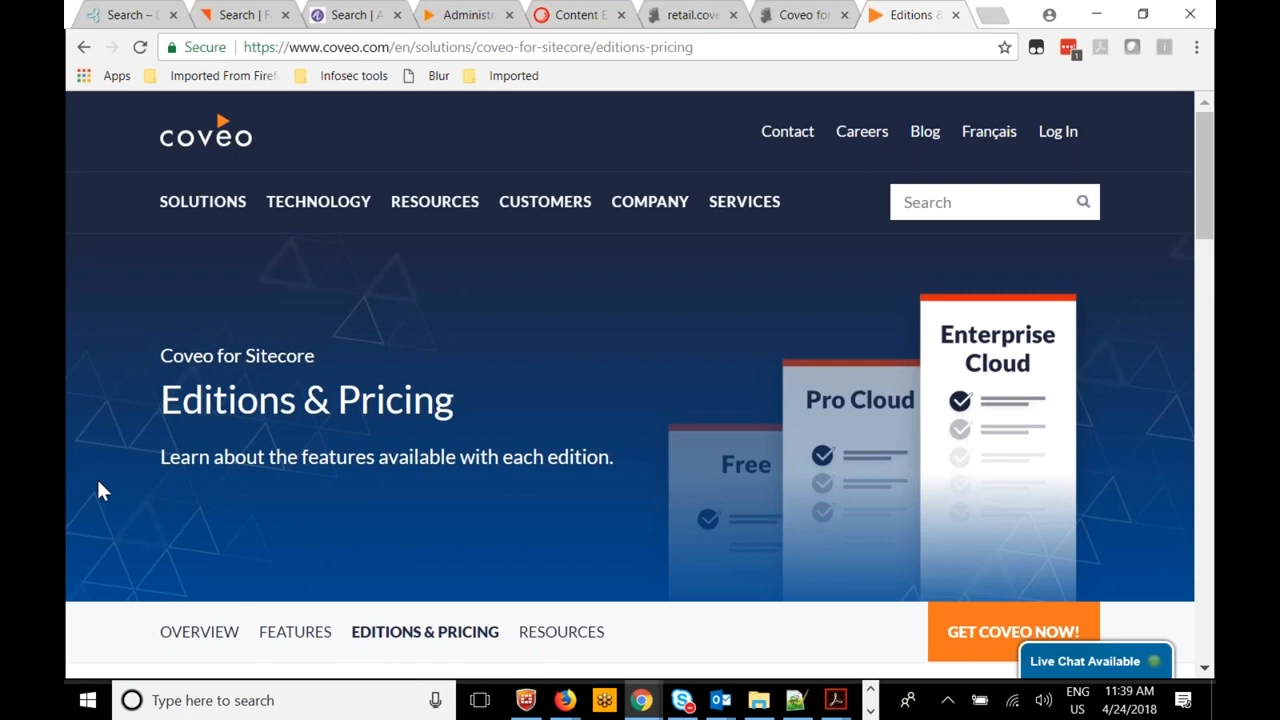 Search –
Search | F
Search | A
Administr
Content E
retail.cove
Coveo for
Editions &
Secure
https://www.coveo.com/en/solutions/coveo-for-sitecore/editions-pricing
1
Apps
Imported From Firef
Infosec tools
Blur
Imported
coveo
Contact
Careers
Blog
Français
Log In
SOLUTIONS
TECHNOLOGY
RESOURCES
CUSTOMERS
COMPANY
SERVICES
Search
Coveo for Sitecore
Editions & Pricing
Learn about the features available with each edition.
Free
Pro Cloud
Enterprise
Cloud
OVERVIEW
FEATURES
EDITIONS & PRICING
RESOURCES
GET COVEO NOW!
Live Chat Available
Type here to search
ENG
US
11:39 AM
4/24/2018